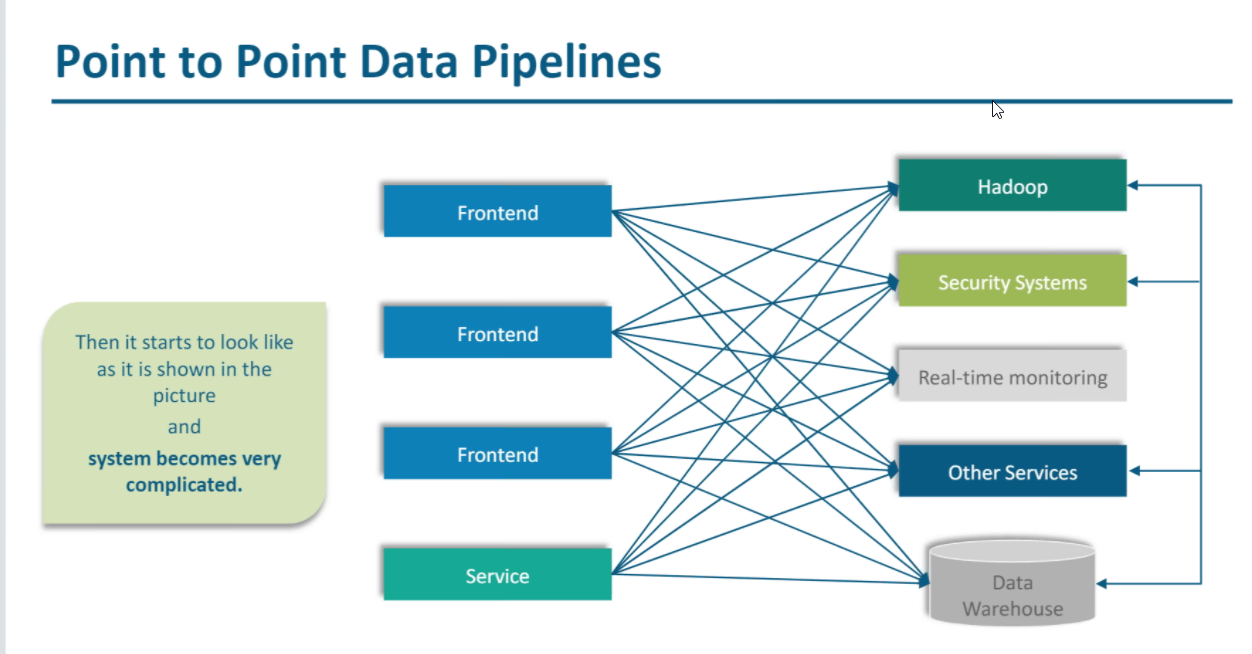 Point to Point Data Pipelines
Then it starts to look like
as it is shown in the
picture
and
system becomes very
complicated.
Frontend
Frontend
Frontend
Service
Hadoop
Security Systems
Real-time monitoring
Other Services
Data
Warehouse